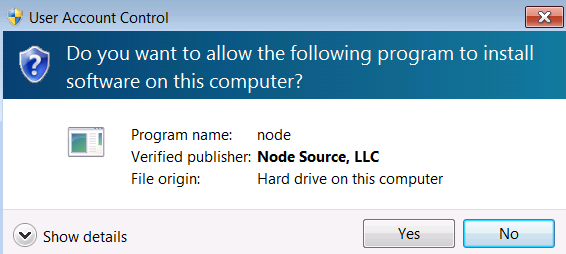 User Account Control
Do you want to allow the following program to install
software on this computer?
Program name: node
Verified publisher: Node Source, LLC
File origin: Hard drive on this computer
Show details
Yes
No